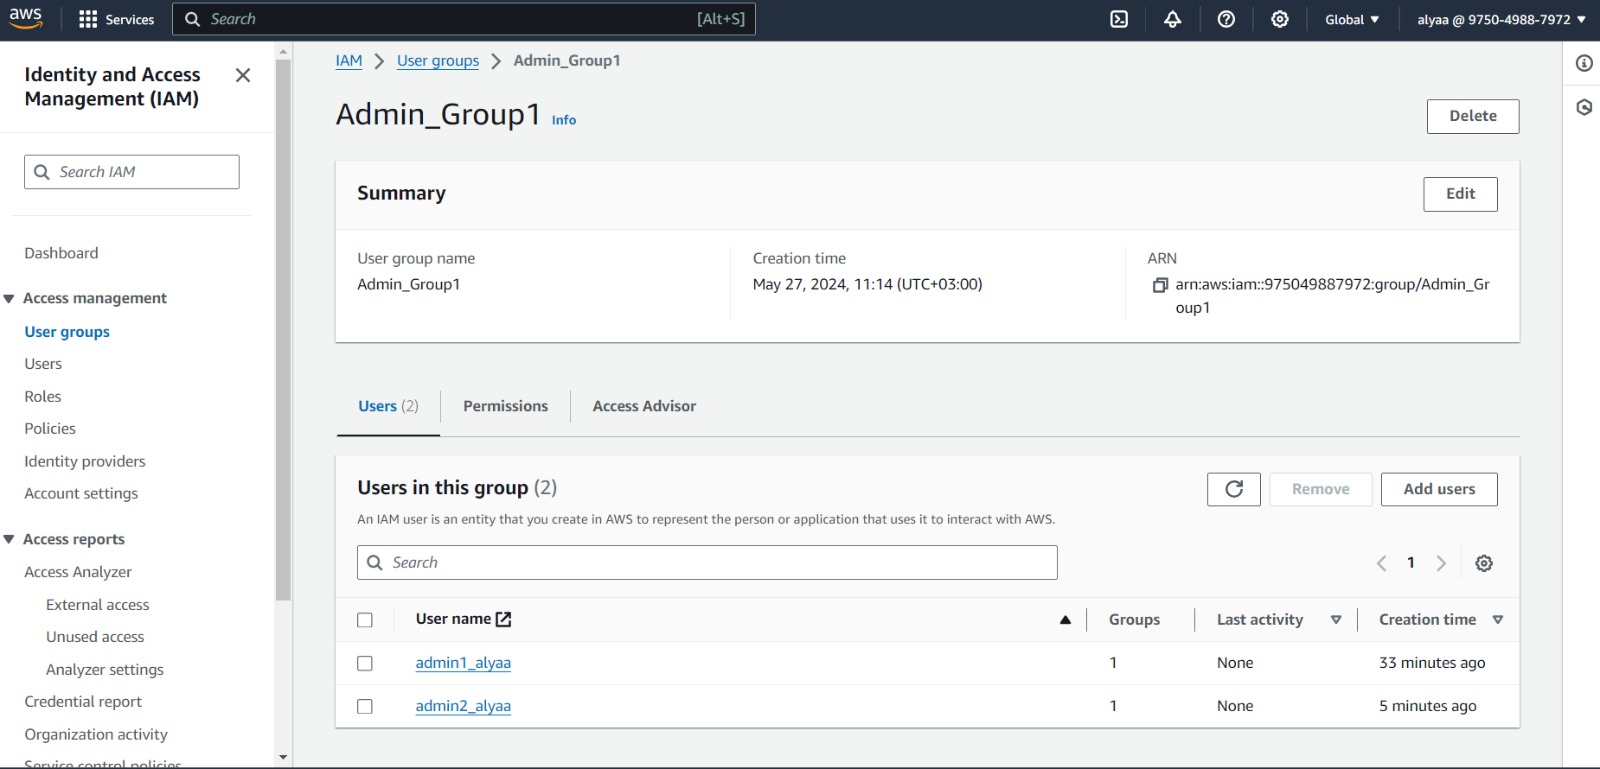 aws
Services
Search
[Alt+S]
Global
alyaa @ 9750-4988-7972
Identity and Access
Management (IAM)
Search IAM
Dashboard
Access management
User groups
Users
Roles
Policies
Identity providers
Account settings
Access reports
Access Analyzer
External access
Unused access
Analyzer settings
Credential report
Organization activity
Service control policies
IAM > User groups > Admin_Group1
Admin_Group1 Info
Delete
Summary
Edit
User group name
Admin_Group1
Creation time
May 27, 2024, 11:14 (UTC+03:00)
ARN
arn:aws:iam::975049887972:group/Admin_Gr
oup1
Users (2)
Permissions
Access Advisor
Users in this group (2)
Remove
Add users
An IAM user is an entity that you create in AWS to represent the person or application that uses it to interact with AWS.
Search
1
User name
Groups
Last activity
Creation time
admin1_alyaa
1
None
33 minutes ago
admin2_alyaa
1
None
5 minutes ago